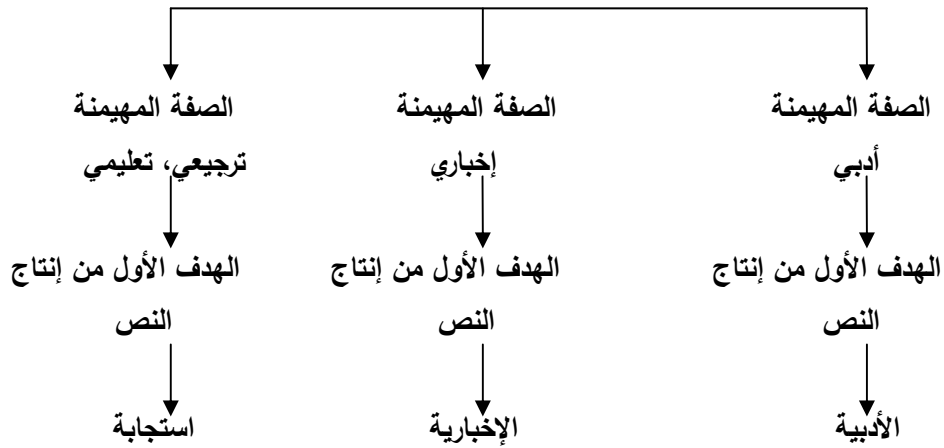 الصفة المهيمنة
أدبي
الهدف الأول من إنتاج
النص
الأدبية
الصفة المهيمنة
إخباري
الهدف الأول من إنتاج
النص
الإخبارية
الصفة المهيمنة
ترجيعي، تعليمي
الهدف الأول من إنتاج
النص
استجابة